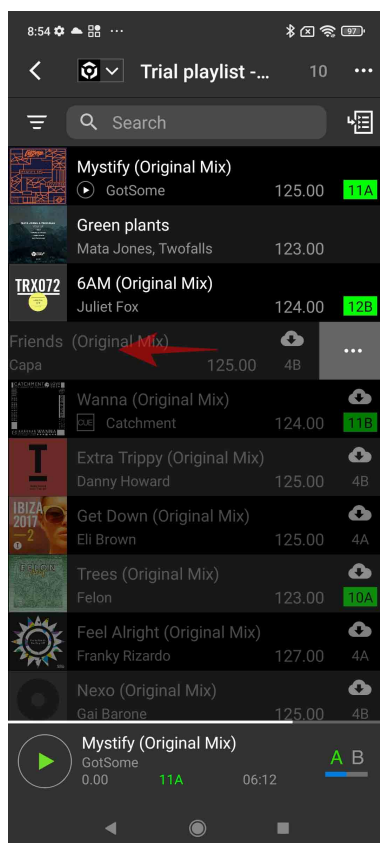 8:54
97
Trial playlist -... 10
Search
Mystify (Original Mix)
GotSome 125.00 11A
Green plants
Mata Jones, Twofalls 123.00
TRX072
6AM (Original Mix)
Juliet Fox 124.00 12B
Friends (Original Mix)
Capa 125.00 4B
Wanna (Original Mix)
CUE Catchment 124.00 11B
Extra Trippy (Original Mix)
Danny Howard 125.00 4B
IBIZA
2017
2
Get Down (Original Mix)
Eli Brown 125.00 4A
Trees (Original Mix)
Felon 123.00 10A
Feel Alright (Original Mix)
Franky Rizardo 127.00 4A
Nexo (Original Mix)
Gai Barone 125.00 4B
Mystify (Original Mix)
GotSome
0.00 11A 06:12
A B